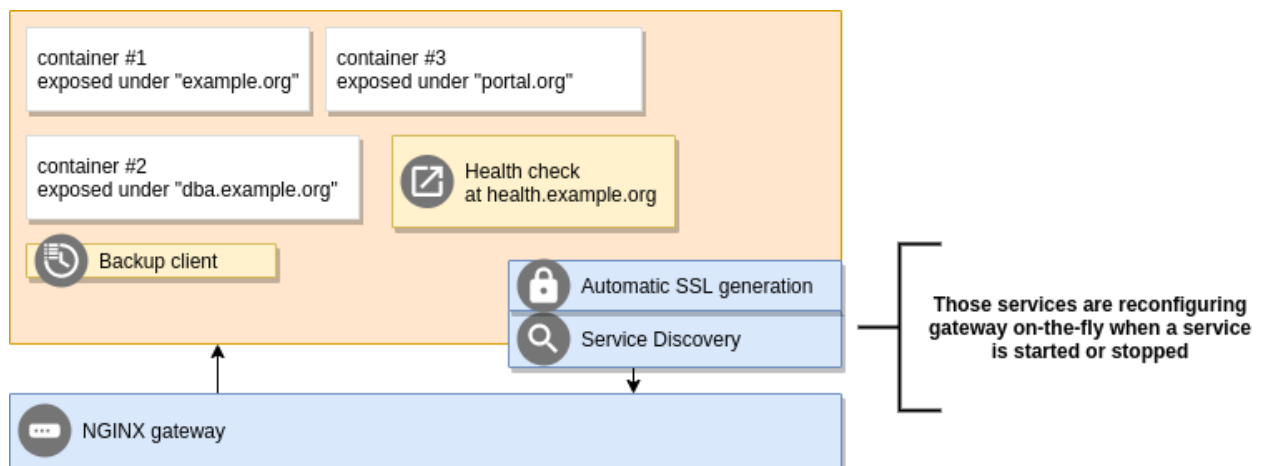 container #1
exposed under "example.org"
container #3
exposed under "portal.org"
container #2
exposed under "dba.example.org"
Health check
at health.example.org
Backup client
Automatic SSL generation
Service Discovery
Those services are reconfiguring
gateway on-the-fly when a service
is started or stopped
NGINX gateway